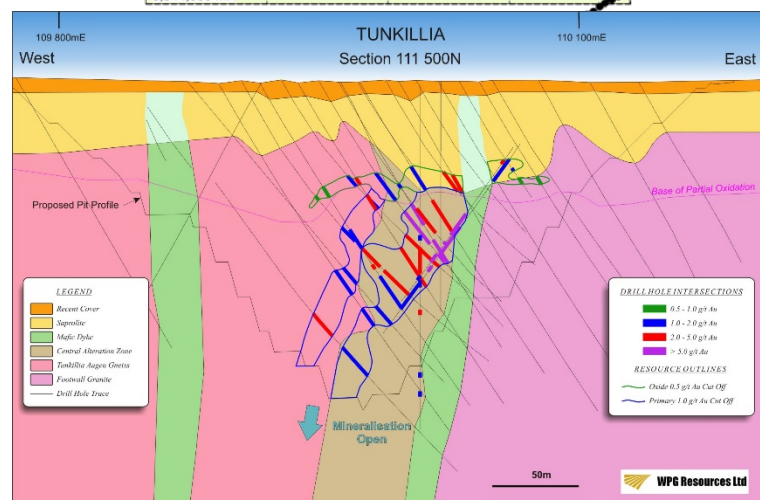 109 800mE
TUNKILLIA
110 100mE
West
Section 111 500N
East
Base of Partial Oxidation
Proposed Pit Profile
LEGEND
Recent Cover
Saprolite
Mafic Dyke
Central Alteration Zone
Tunkillia Augen Gneiss
Footwall Granite
Drill Hole Trace
DRILL HOLE INTERSECTIONS
0.5 - 1.0 g/t Au
1.0 - 2.0 g/t Au
2.0 - 5.0 g/t Au
> 5.0 g/t Au
RESOURCE OUTLINES
Oxide 0.5 g/t Au Cut Off
Primary 1.0 g/t Au Cut Off
Mineralisation
Open
50m
WPG Resources Ltd